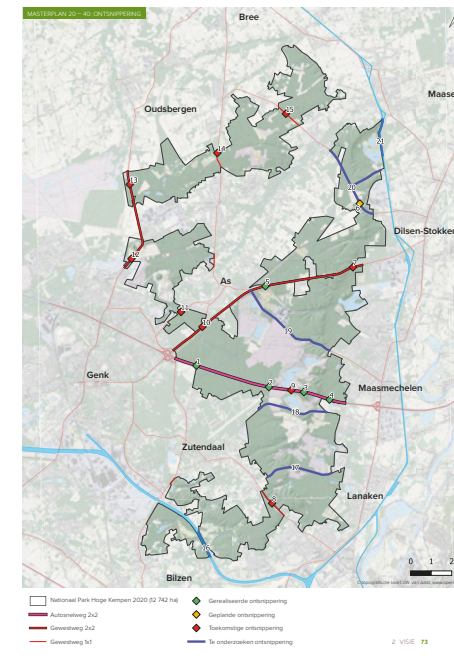 MASTERPLAN 20 – 40: ONTSNIPPERING
Bree
Maase
Oudsbergen
15
14
21
13
20
6
Dilsen-Stokken
12
7
As
5
11
10
19
1
Genk
2
9
3
4
Maasmechelen
18
Zutendaal
17
Lanaken
8
16
Bilzen
0 1 2
Nationaal Park Hoge Kempen 2020 (12 742 ha)
Autosnelweg 2x2
Gewestweg 2x2
Gewestweg 1x1
Gerealiseerde ontsnippering
Geplande ontsnippering
Toekomstige ontsnippering
Te onderzoeken ontsnippering
2 VISIE 73